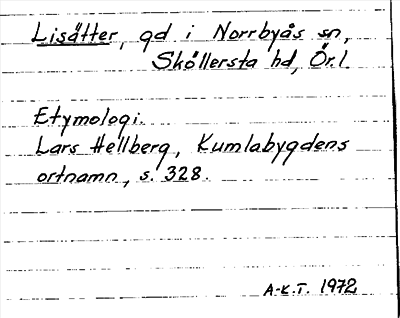 Lisätter, gd i Norrbyås sn,
Sköllersta hd, Ör.l.
Etymologi.
Lars Hellberg, Kumlabygdens
ortnamn, s. 328.
A-K.T. 1972